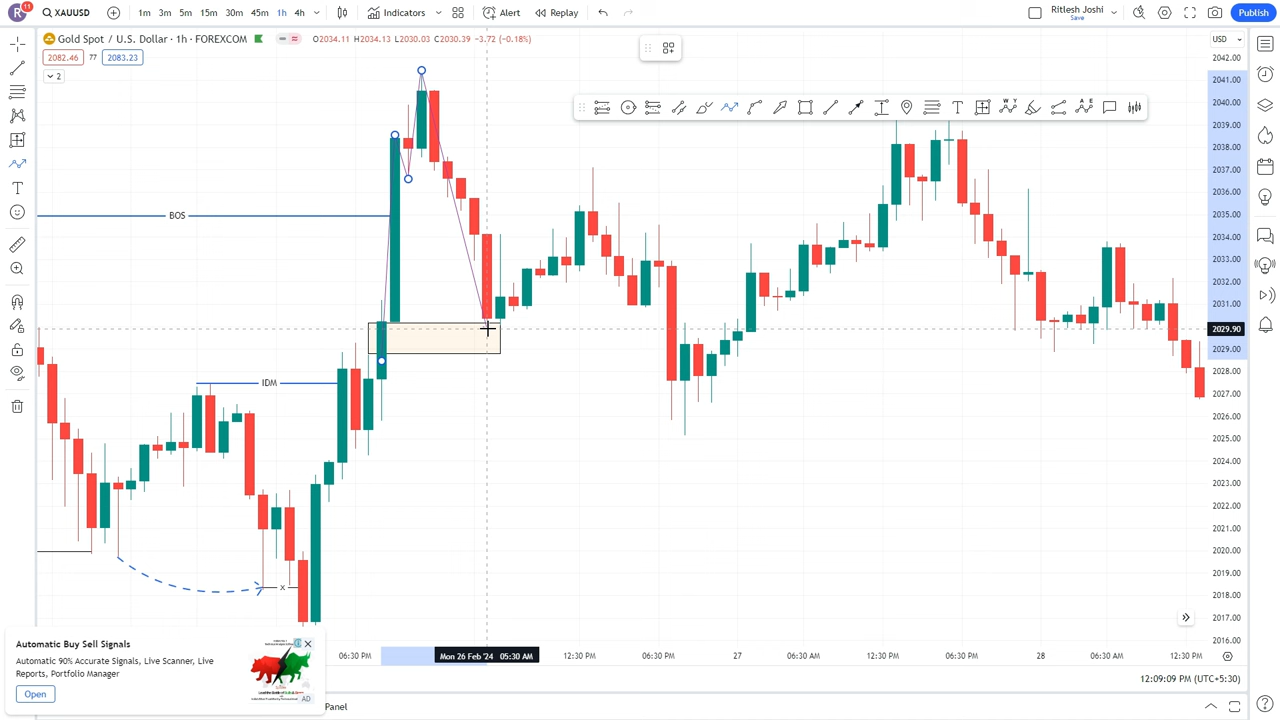 R 11 XAUUSD 1m 3m 5m 15m 30m 45m 1h 4h Indicators Alert Replay Ritlesh Joshi Save Publish
Gold Spot / U.S. Dollar · 1h · FOREXCOM O2034.11 H2034.13 L2030.03 C2030.39 −3.72 (−0.18%) USD
2082.46 77 2083.23
2
2042.00
2041.00
2040.00
2039.00
2038.00
2037.00
2036.00
2035.00
2034.00
2033.00
2032.00
2031.00
2029.90
2029.00
2028.00
2027.00
2026.00
2025.00
2024.00
2023.00
2022.00
2021.00
2020.00
2019.00
2018.00
2017.00
2016.00
BOS
IDM
x
W Y
A E
Automatic Buy Sell Signals
Automatic 90% Accurate Signals, Live Scanner, Live
Reports, Portfolio Manager
Open
AD
06:30 PM Mon 26 Feb '24 05:30 AM 12:30 PM 06:30 PM 27 06:30 AM 12:30 PM 06:30 PM 28 06:30 AM 12:30 PM
12:09:09 PM (UTC+5:30)
Panel